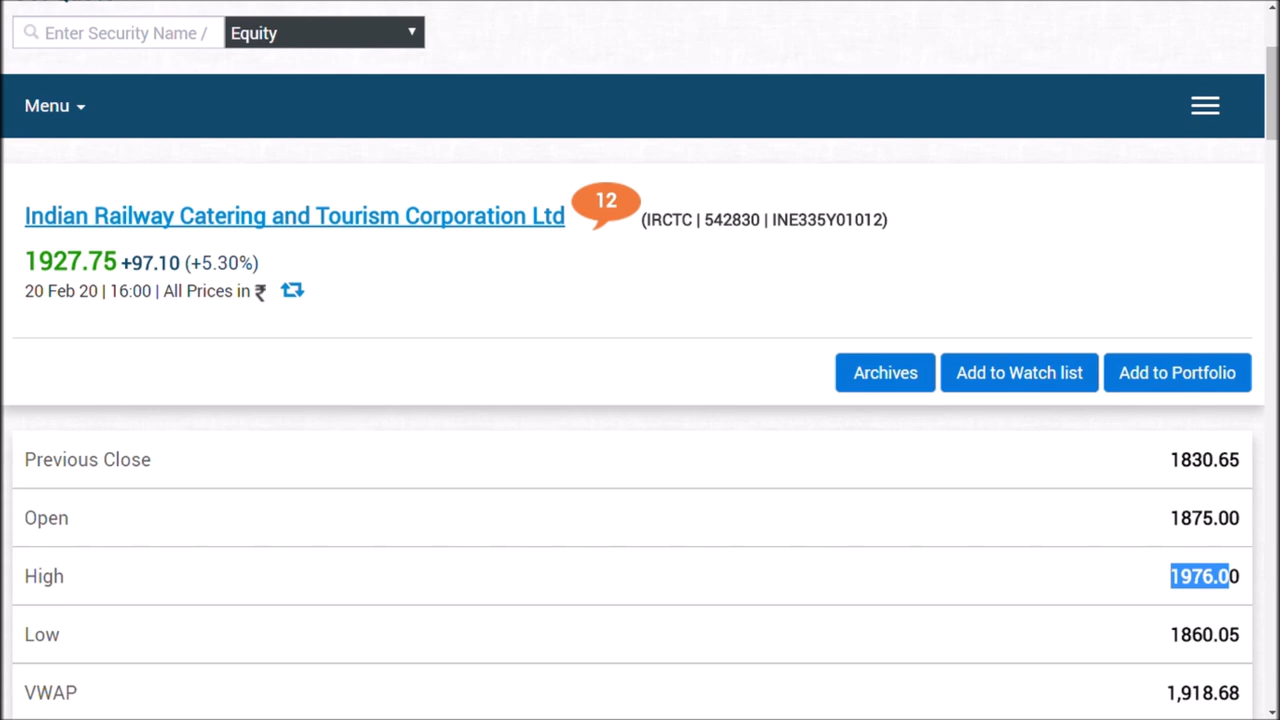 Enter Security Name /
Equity
Menu
Indian Railway Catering and Tourism Corporation Ltd 12 (IRCTC | 542830 | INE335Y01012)
1927.75 +97.10 (+5.30%)
20 Feb 20 | 16:00 | All Prices in ₹
Archives Add to Watch list Add to Portfolio
Previous Close 1830.65
Open 1875.00
High 1976.00
Low 1860.05
VWAP 1,918.68